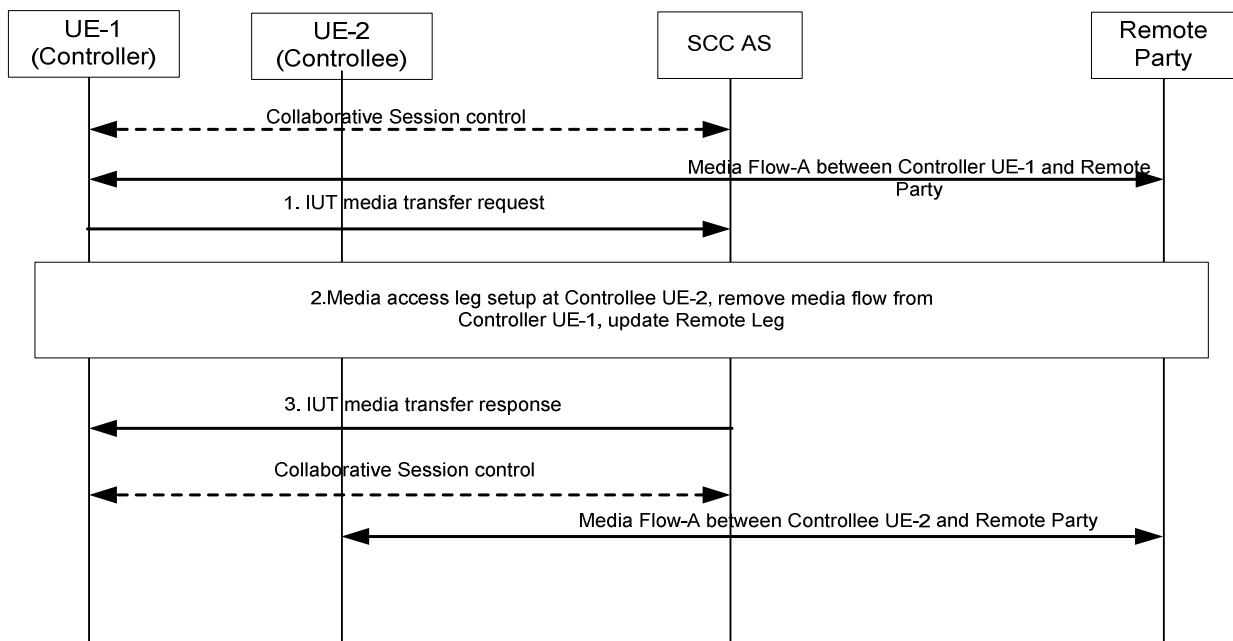 UE-1
(Controller)
UE-2
(Controllee)
SCC AS
Remote
Party
Collaborative Session control
Media Flow-A between Controller UE-1 and Remote
Party
1. IUT media transfer request
2.Media access leg setup at Controllee UE-2, remove media flow from
Controller UE-1, update Remote Leg
3. IUT media transfer response
Collaborative Session control
Media Flow-A between Controllee UE-2 and Remote Party